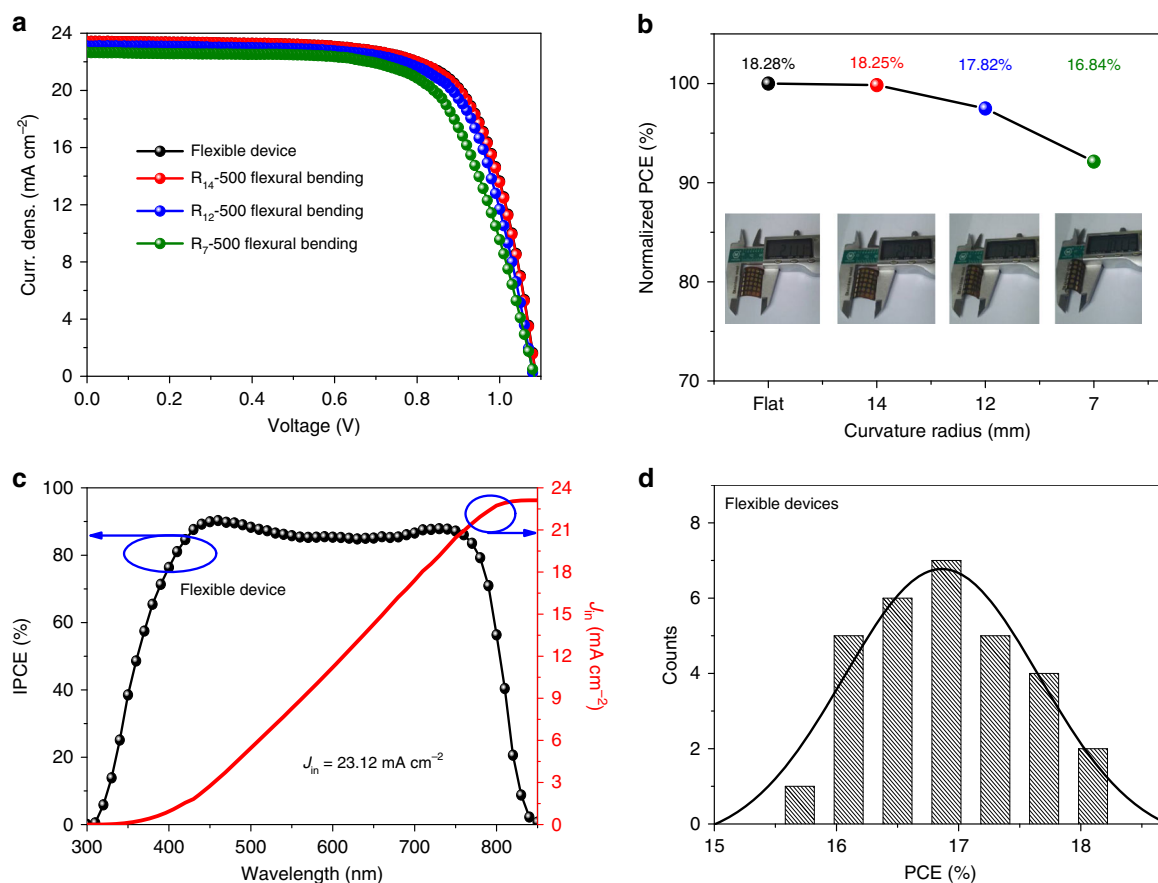 a
24
20
16
12
8
4
0
Curr. dens. (mA cm⁻²)
Flexible device
R₁₄-500 flexural bending
R₁₂-500 flexural bending
R₇-500 flexural bending
0.0 0.2 0.4 0.6 0.8 1.0
Voltage (V)
b
100
90
80
70
Normalized PCE (%)
18.28% 18.25% 17.82% 16.84%
Flat 14 12 7
Curvature radius (mm)
c
100
80
60
40
20
0
IPCE (%)
Flexible device
J_in = 23.12 mA cm⁻²
24
21
18
15
12
9
6
3
0
J_in (mA cm⁻²)
300 400 500 600 700 800
Wavelength (nm)
d
Flexible devices
8
6
4
2
0
Counts
15 16 17 18
PCE (%)